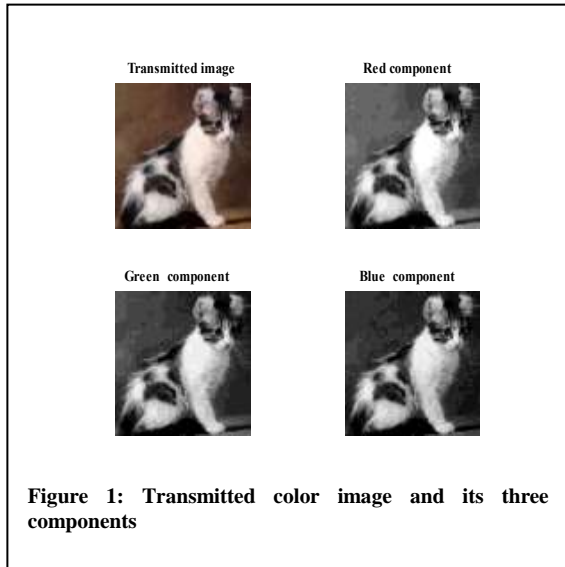 Transmitted image
Red component
Green component
Blue component
Figure 1: Transmitted color image and its three
components